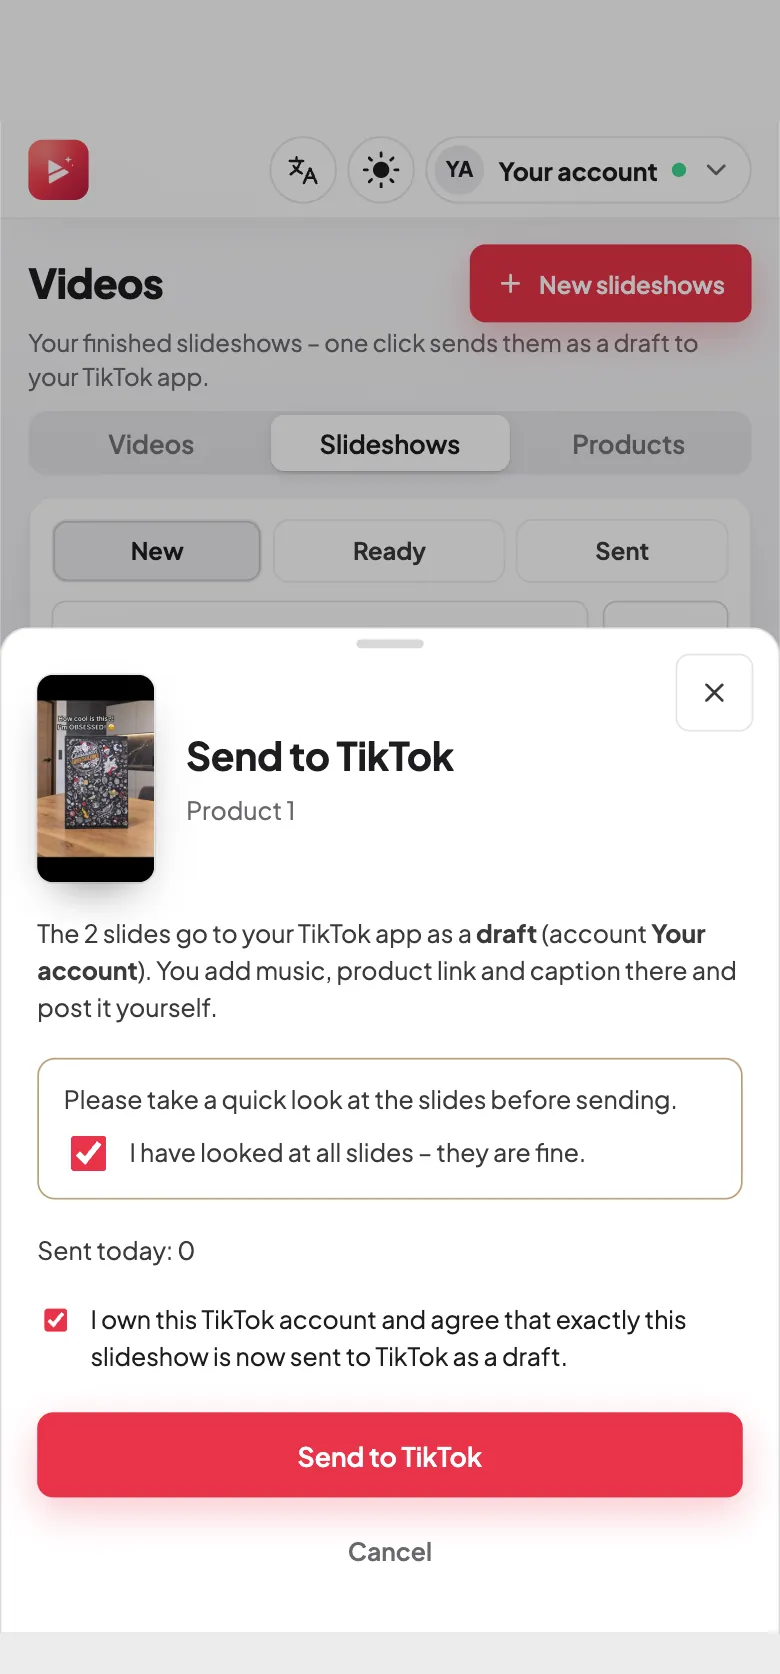 YA
Your account
Videos
+ New slideshows
Your finished slideshows – one click sends them as a draft to
your TikTok app.
Videos
Slideshows
Products
New
Ready
Sent
How cool is this?!
I'm OBSESSED!
Send to TikTok
Product 1
The 2 slides go to your TikTok app as a draft (account Your
account). You add music, product link and caption there and
post it yourself.
Please take a quick look at the slides before sending.
I have looked at all slides – they are fine.
Sent today: 0
I own this TikTok account and agree that exactly this
slideshow is now sent to TikTok as a draft.
Send to TikTok
Cancel